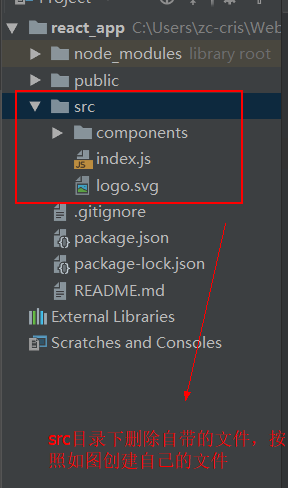 react_app C:\Users\zc-cris\Web
node_modules library root
public
src
components
index.js
logo.svg
.gitignore
package.json
package-lock.json
README.md
External Libraries
Scratches and Consoles
src目录下删除自带的文件，按
照如图创建自己的文件